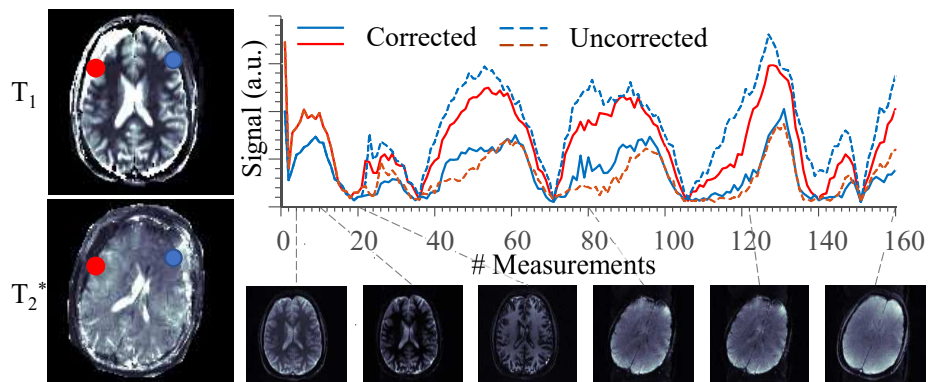 T1
T2*
Signal (a.u.)
Corrected
Uncorrected
0 20 40 60 80 100 120 140 160
# Measurements